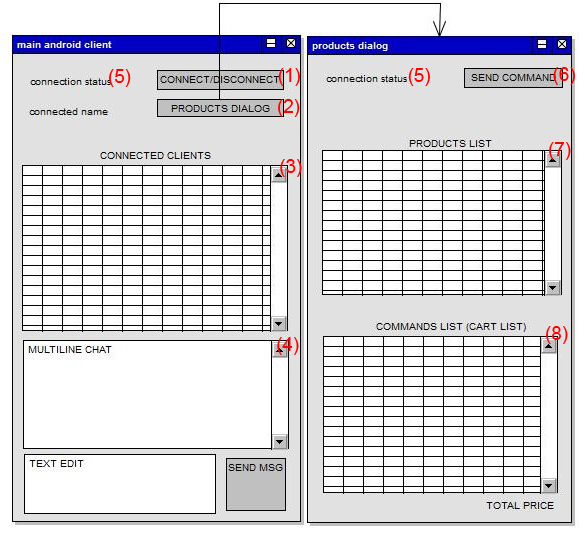 main android client
connection status (5)
CONNECT/DISCONNECT (1)
connected name
PRODUCTS DIALOG (2)
CONNECTED CLIENTS
(3)
(4)
MULTILINE CHAT
TEXT EDIT
SEND MSG
products dialog
connection status (5)
SEND COMMAND (6)
PRODUCTS LIST
(7)
COMMANDS LIST (CART LIST)
(8)
TOTAL PRICE